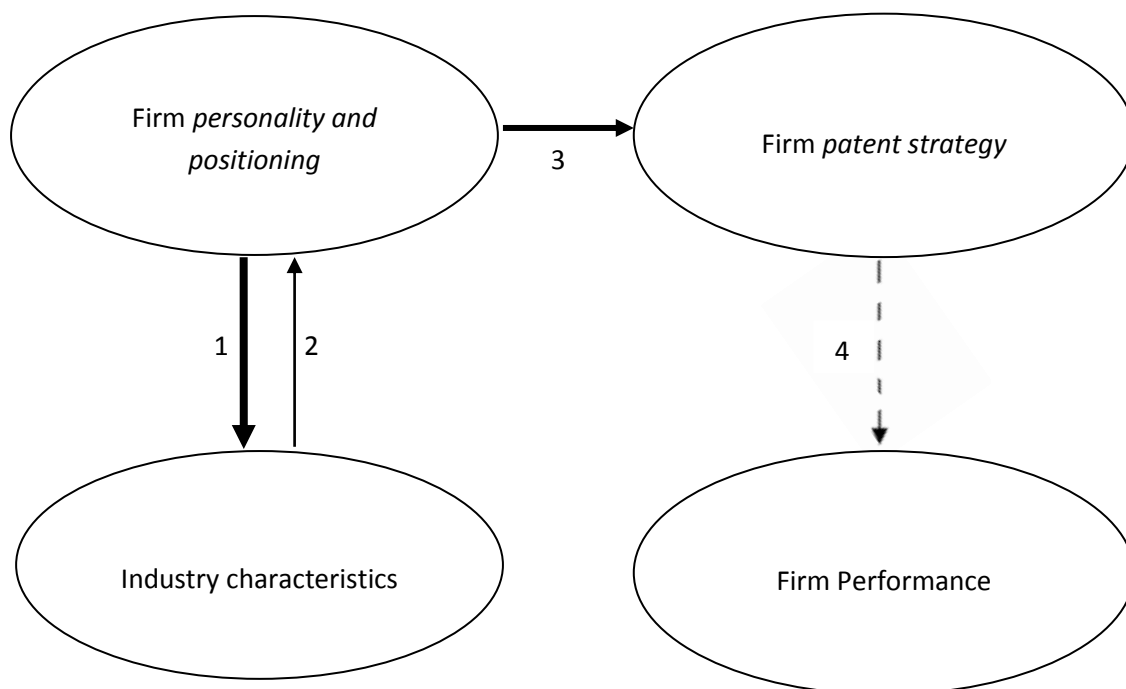 Firm personality and
positioning
3
Firm patent strategy
1
2
4
Industry characteristics
Firm Performance